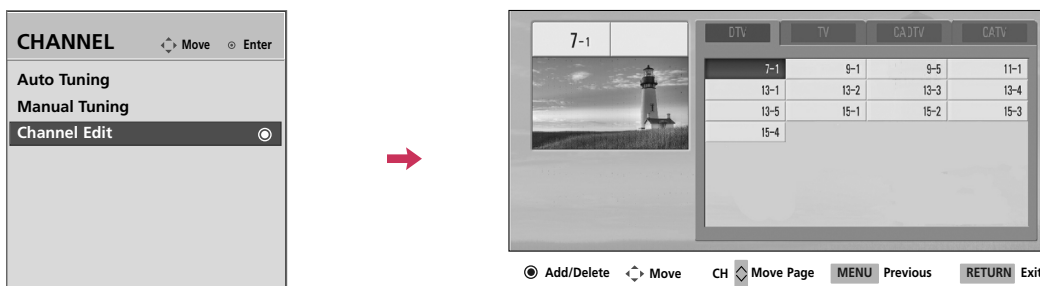 CHANNEL Move Enter
Auto Tuning
Manual Tuning
Channel Edit
7-1
DTV TV CADTV CATV
7-1 9-1 9-5 11-1
13-1 13-2 13-3 13-4
13-5 15-1 15-2 15-3
15-4
Add/Delete Move CH Move Page MENU Previous RETURN Exit